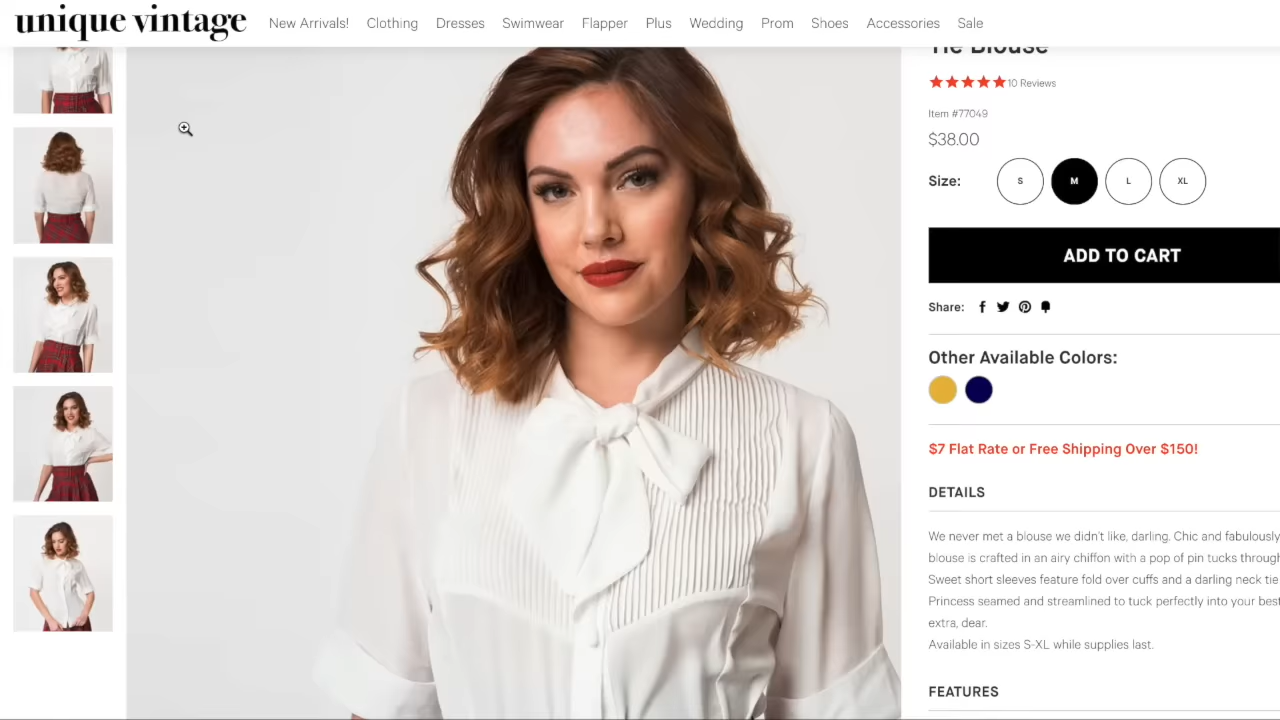 unique vintage
New Arrivals! Clothing Dresses Swimwear Flapper Plus Wedding Prom Shoes Accessories Sale
Tie Blouse
10 Reviews
Item #77049
$38.00
Size: S M L XL
ADD TO CART
Share:
Other Available Colors:
$7 Flat Rate or Free Shipping Over $150!
DETAILS
We never met a blouse we didn't like, darling. Chic and fabulously
blouse is crafted in an airy chiffon with a pop of pin tucks through
Sweet short sleeves feature fold over cuffs and a darling neck tie
Princess seamed and streamlined to tuck perfectly into your best
extra, dear.
Available in sizes S-XL while supplies last.
FEATURES